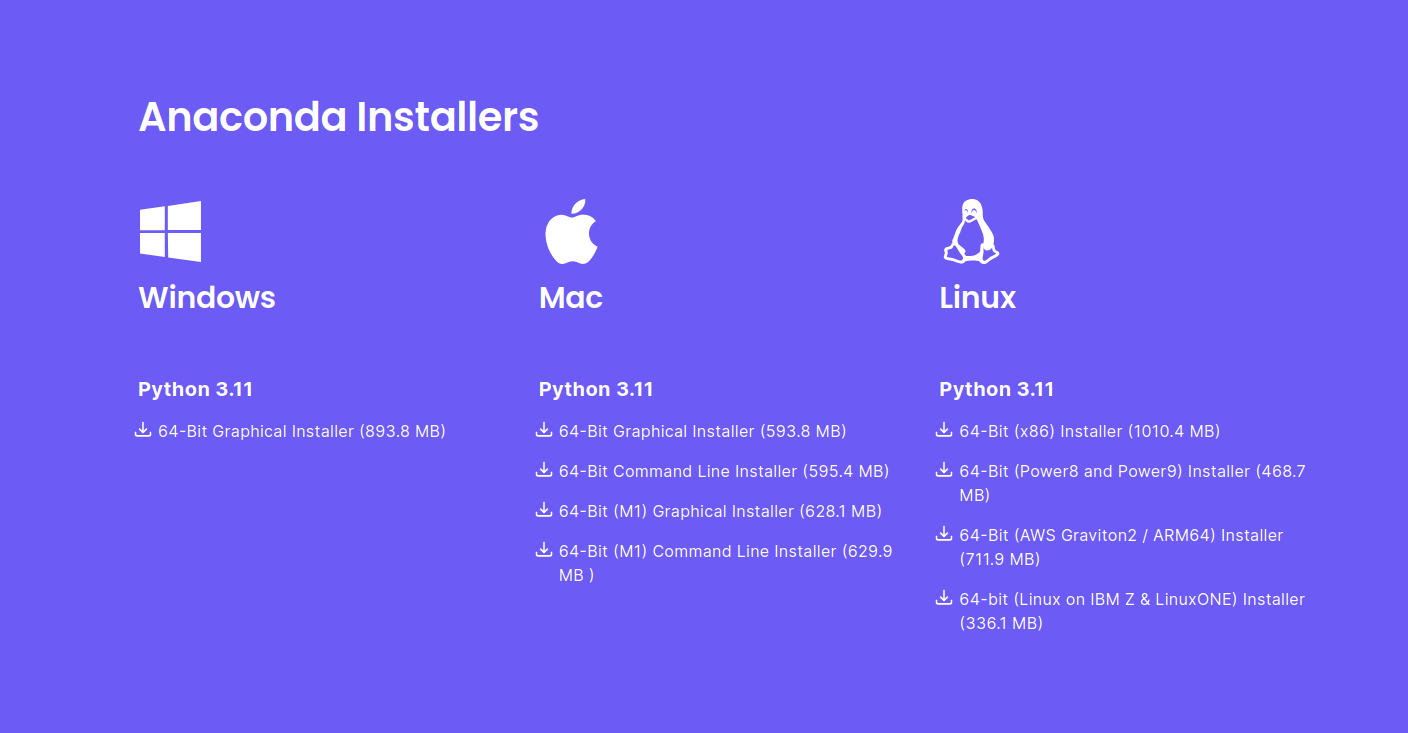 Anaconda Installers
Windows
Python 3.11
64-Bit Graphical Installer (893.8 MB)
Mac
Python 3.11
64-Bit Graphical Installer (593.8 MB)
64-Bit Command Line Installer (595.4 MB)
64-Bit (M1) Graphical Installer (628.1 MB)
64-Bit (M1) Command Line Installer (629.9
MB )
Linux
Python 3.11
64-Bit (x86) Installer (1010.4 MB)
64-Bit (Power8 and Power9) Installer (468.7
MB)
64-Bit (AWS Graviton2 / ARM64) Installer
(711.9 MB)
64-bit (Linux on IBM Z & LinuxONE) Installer
(336.1 MB)